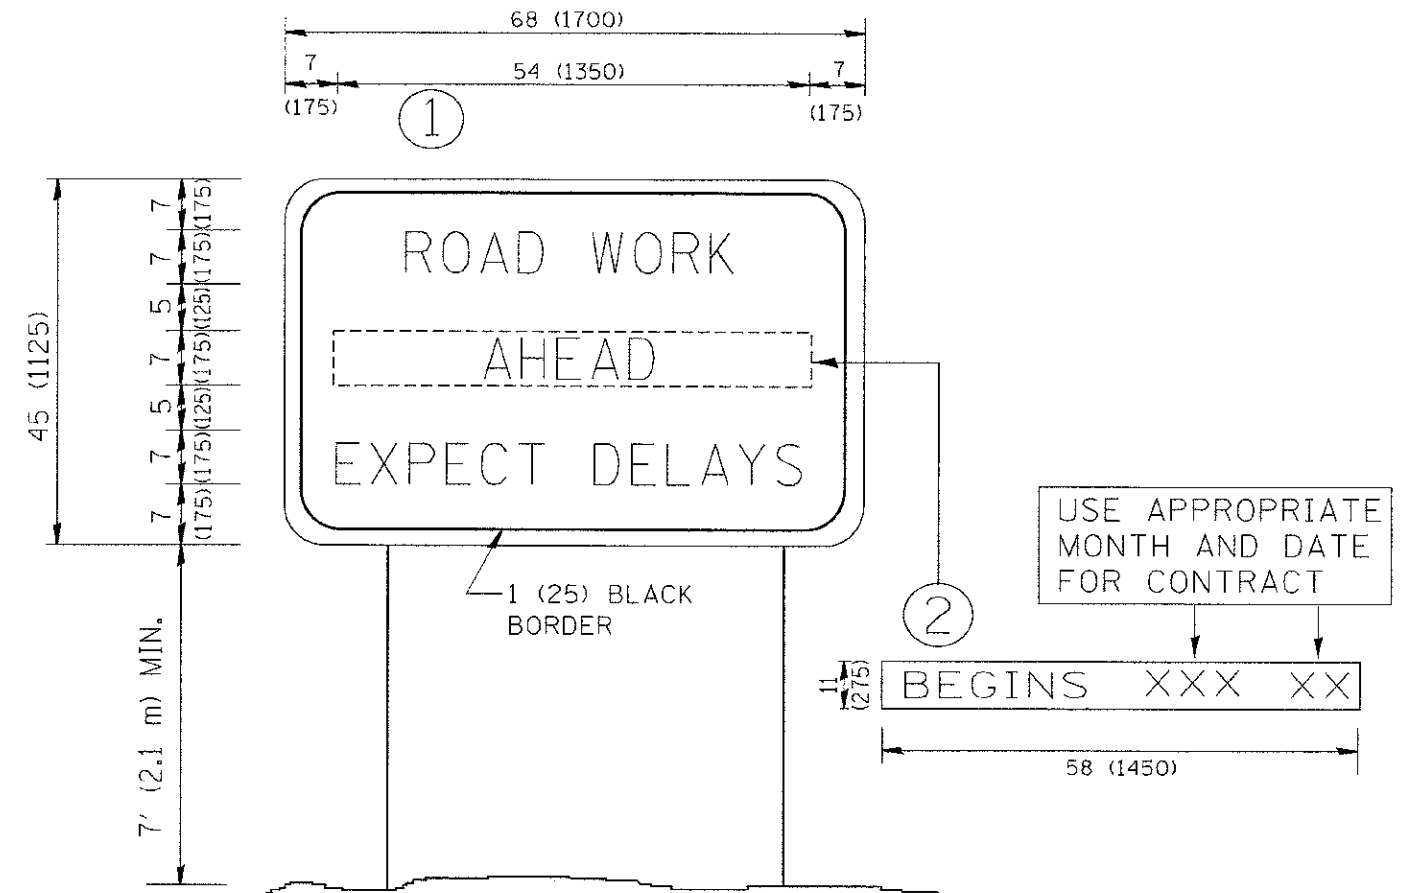 68 (1700)
7
54 (1350)
7
(175)
(175)
1
45 (1125)
7
(175)
7
(175)
5
(125)
7
(175)
5
(125)
7
(175)
7
(175)
ROAD WORK
AHEAD
EXPECT DELAYS
1 (25) BLACK
BORDER
7' (2.1 m) MIN.
2
USE APPROPRIATE
MONTH AND DATE
FOR CONTRACT
11
(275)
BEGINS XXX XX
58 (1450)